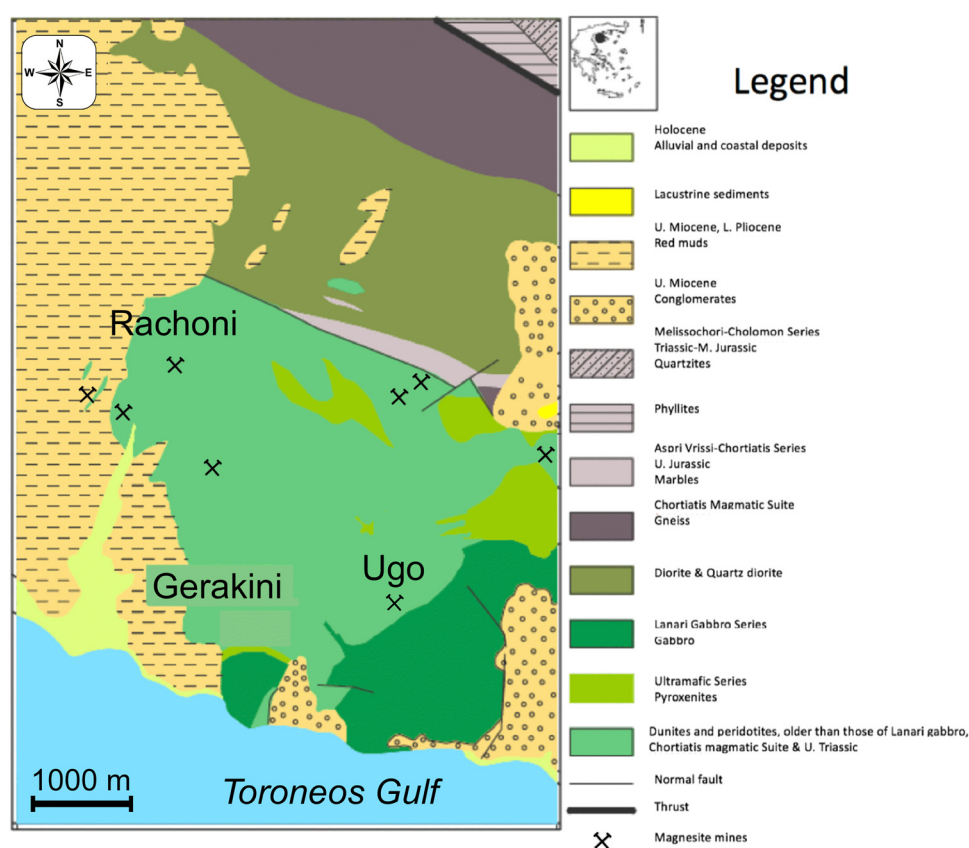 N
W E
S
Rachoni
Ugo
Gerakini
1000 m
Toroneos Gulf
Legend
Holocene
Alluvial and coastal deposits
Lacustrine sediments
U. Miocene, L. Pliocene
Red muds
U. Miocene
Conglomerates
Melissochori-Cholomon Series
Triassic-M. Jurassic
Quartzites
Phyllites
Aspri Vrissi-Chortiatis Series
U. Jurassic
Marbles
Chortiatis Magmatic Suite
Gneiss
Diorite & Quartz diorite
Lanari Gabbro Series
Gabbro
Ultramafic Series
Pyroxenites
Dunites and peridotites, older than those of Lanari gabbro,
Chortiatis magmatic Suite & U. Triassic
Normal fault
Thrust
Magnesite mines